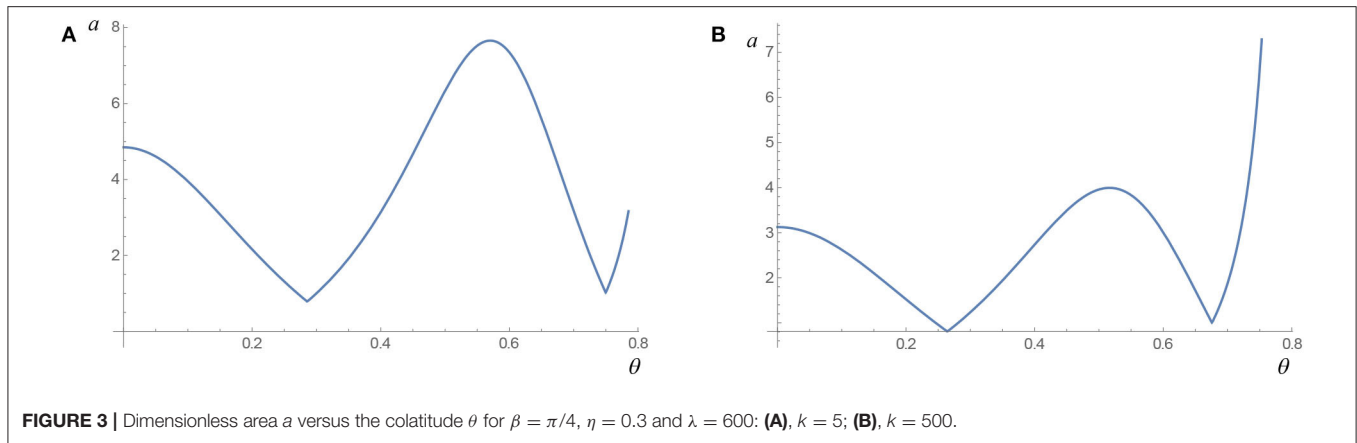 A
a
8
6
4
2
0.2
0.4
0.6
0.8
θ
B
a
7
6
5
4
3
2
0.2
0.4
0.6
0.8
θ
FIGURE 3 | Dimensionless area a versus the colatitude θ for β = π/4, η = 0.3 and λ = 600: (A), k = 5; (B), k = 500.